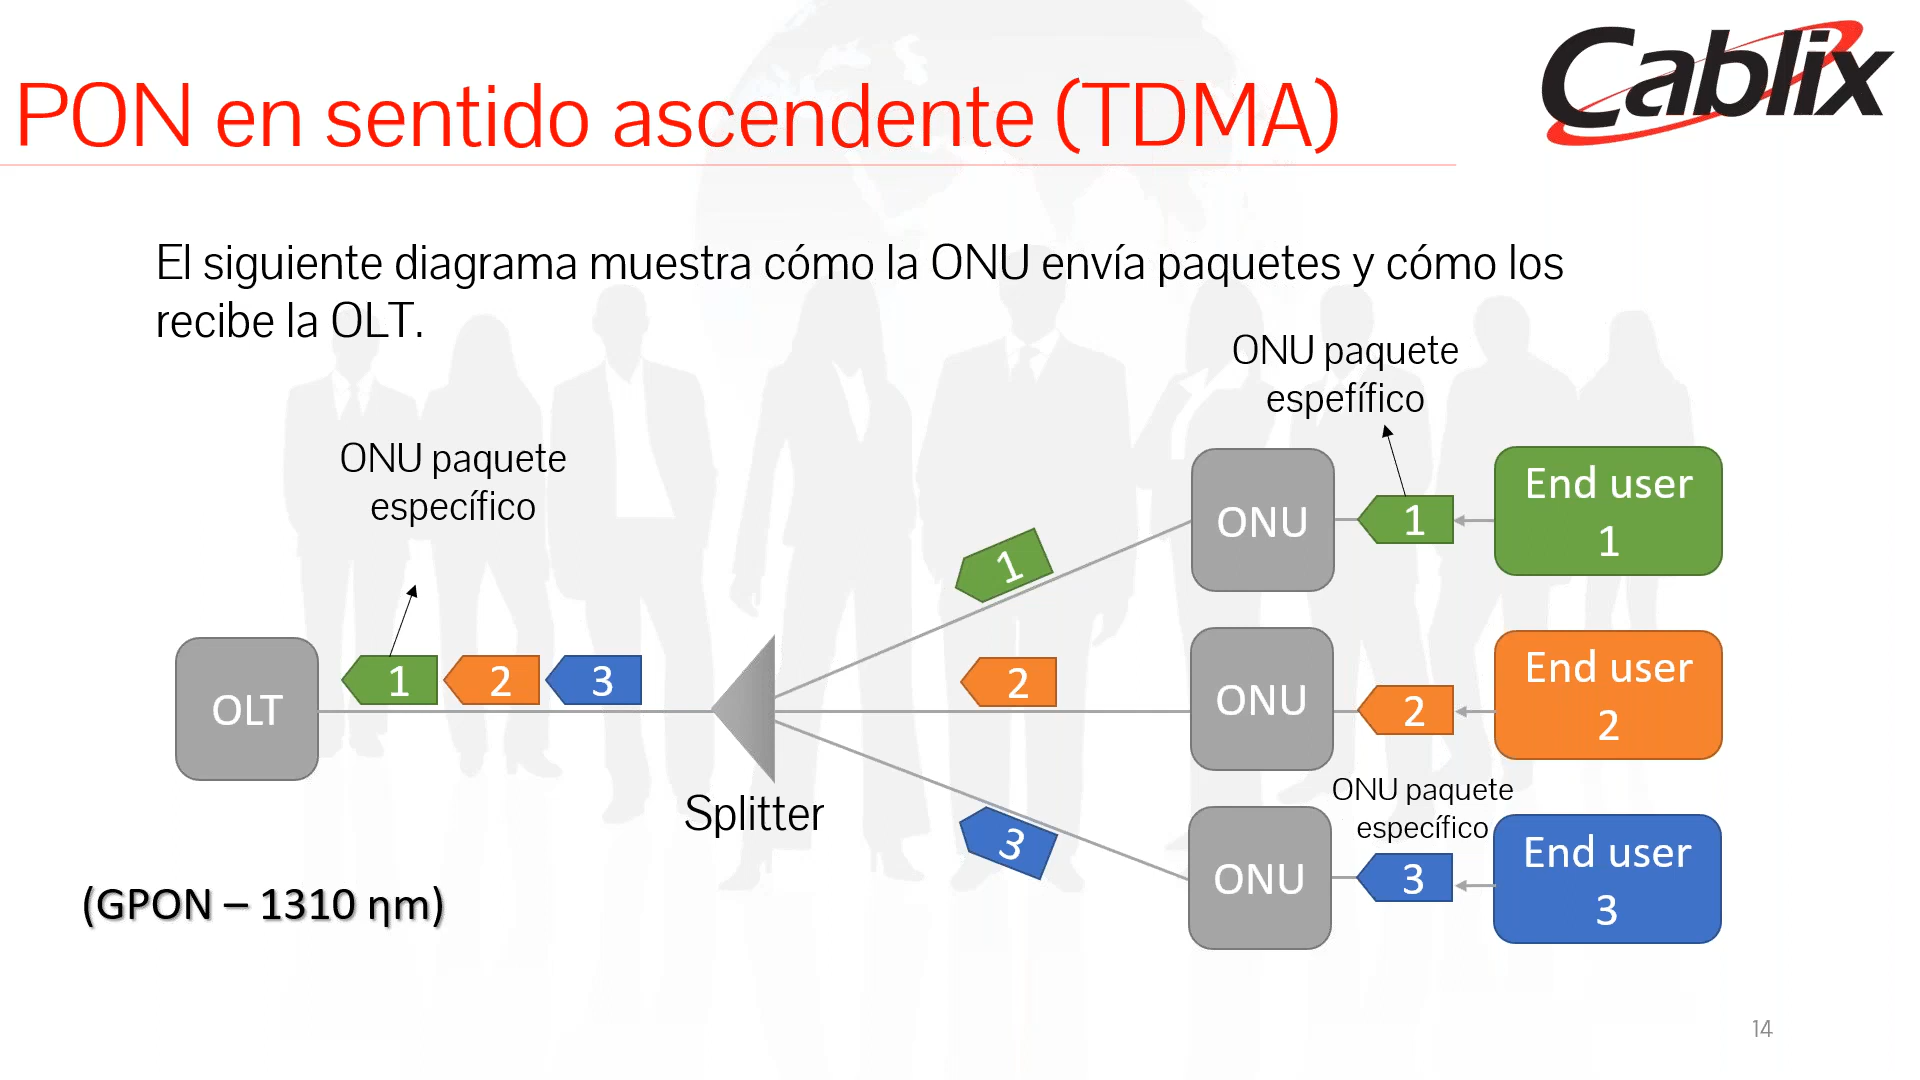 Cablix
PON en sentido ascendente (TDMA)
El siguiente diagrama muestra cómo la ONU envía paquetes y cómo los
recibe la OLT.
ONU paquete
espefífico
ONU paquete
específico
OLT
1
2
3
Splitter
1
2
3
ONU
1
End user
1
ONU
2
End user
2
ONU paquete
específico
ONU
3
End user
3
(GPON – 1310 ηm)
14